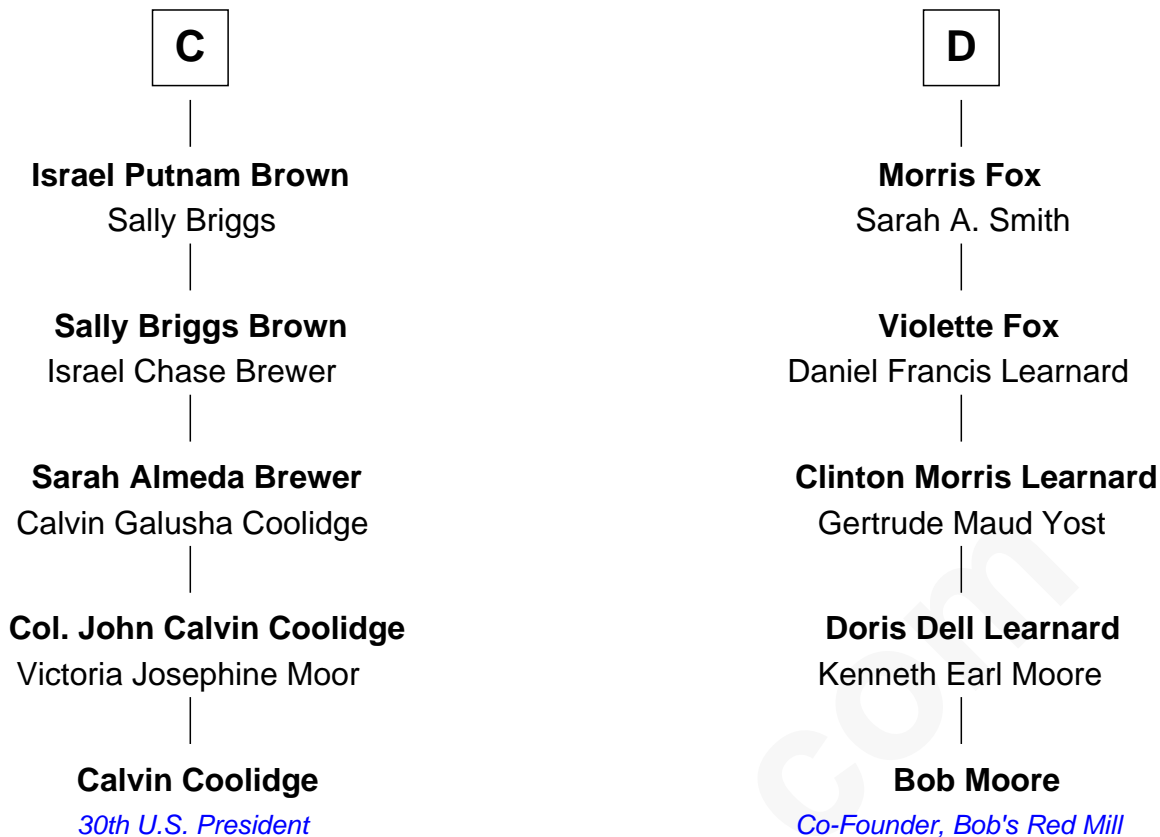 C
Israel Putnam Brown
Sally Briggs
Sally Briggs Brown
Israel Chase Brewer
Sarah Almeda Brewer
Calvin Galusha Coolidge
Col. John Calvin Coolidge
Victoria Josephine Moor
Calvin Coolidge
30th U.S. President
D
Morris Fox
Sarah A. Smith
Violette Fox
Daniel Francis Learnard
Clinton Morris Learnard
Gertrude Maud Yost
Doris Dell Learnard
Kenneth Earl Moore
Bob Moore
Co-Founder, Bob's Red Mill
com